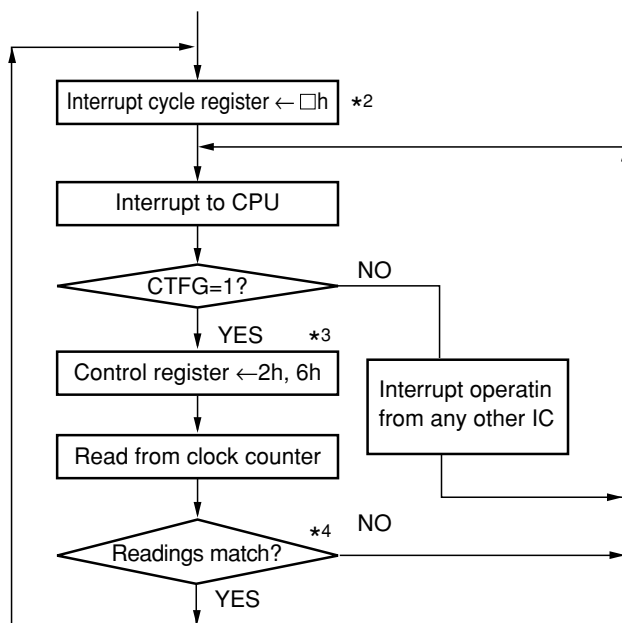 Interrupt cycle register ← □h *2
Interrupt to CPU
CTFG=1?
NO
YES *3
Control register ←2h, 6h
Interrupt operatin
from any other IC
Read from clock counter
Readings match?
*4
NO
YES